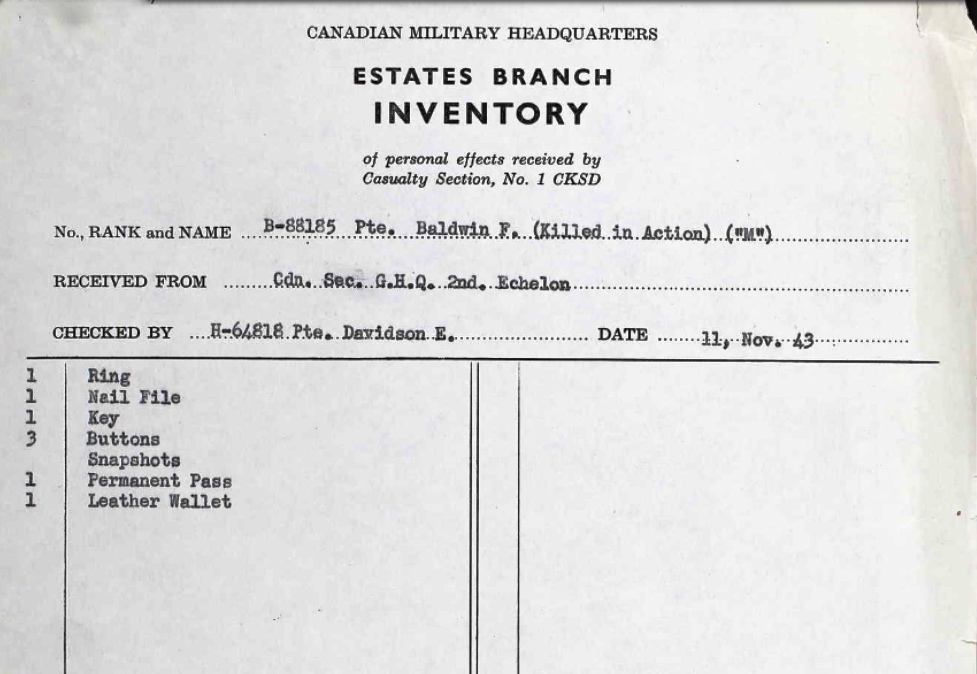 CANADIAN MILITARY HEADQUARTERS
ESTATES BRANCH
INVENTORY
of personal effects received by
Casualty Section, No. 1 CKSD
No., RANK and NAME B-88185 Pte. Baldwin F. (Killed in Action) ("M")
RECEIVED FROM Cdn. Sec. G.H.Q. 2nd. Echelon
CHECKED BY H-64818 Pte. Davidson E. DATE 11, Nov. 43
1 Ring
1 Nail File
1 Key
3 Buttons
Snapshots
1 Permanent Pass
1 Leather Wallet